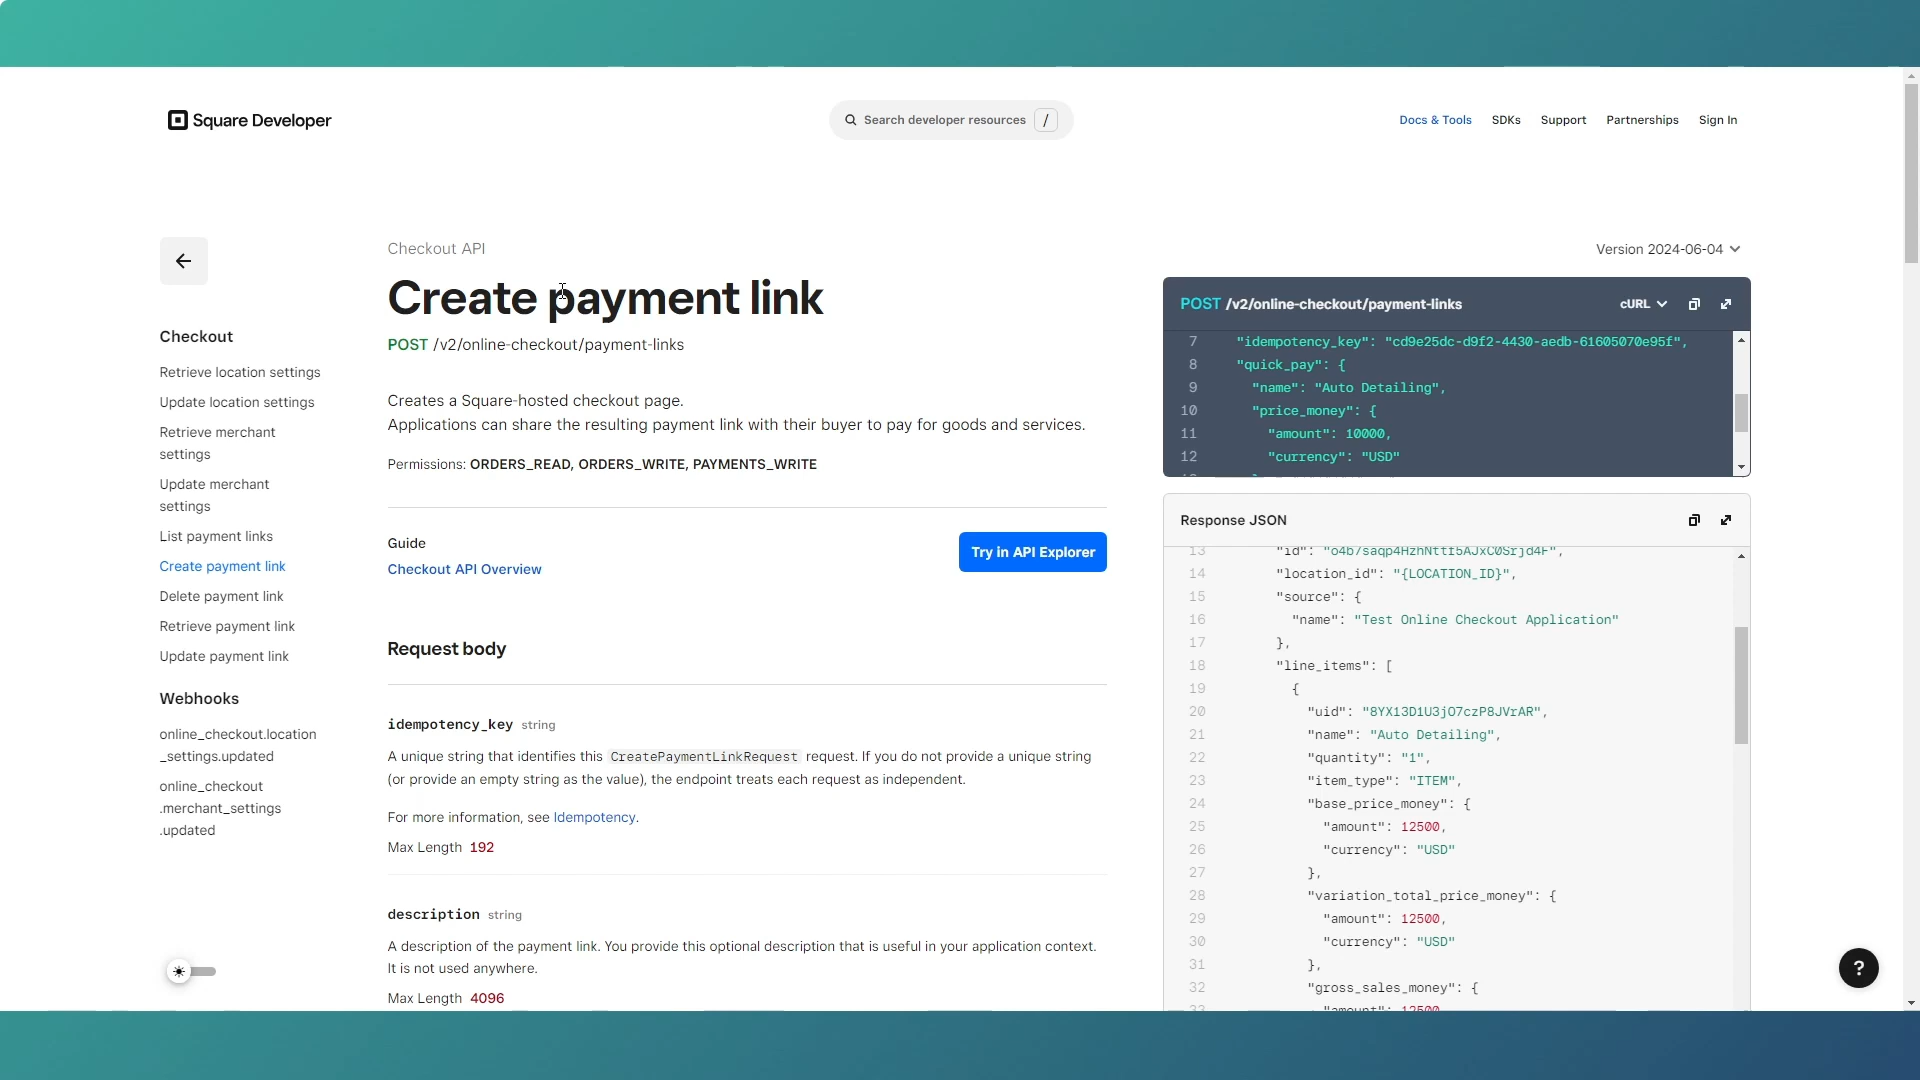 Square Developer
Search developer resources /
Docs & Tools
SDKs
Support
Partnerships
Sign In
Checkout
Retrieve location settings
Update location settings
Retrieve merchant
settings
Update merchant
settings
List payment links
Create payment link
Delete payment link
Retrieve payment link
Update payment link
Webhooks
online_checkout.location
_settings.updated
online_checkout
.merchant_settings
.updated
Checkout API
Create payment link
POST /v2/online-checkout/payment-links
Creates a Square-hosted checkout page.
Applications can share the resulting payment link with their buyer to pay for goods and services.
Permissions: ORDERS_READ, ORDERS_WRITE, PAYMENTS_WRITE
Guide
Checkout API Overview
Try in API Explorer
Request body
idempotency_key string
A unique string that identifies this CreatePaymentLinkRequest request. If you do not provide a unique string
(or provide an empty string as the value), the endpoint treats each request as independent.
For more information, see Idempotency.
Max Length 192
description string
A description of the payment link. You provide this optional description that is useful in your application context.
It is not used anywhere.
Max Length 4096
Version 2024-06-04
POST /v2/online-checkout/payment-links
cURL
7 "idempotency_key": "cd9e25dc-d9f2-4430-aedb-61605070e95f",
8 "quick_pay": {
9 "name": "Auto Detailing",
10 "price_money": {
11 "amount": 10000,
12 "currency": "USD"
Response JSON
13 "id":
14 "location_id": "{LOCATION_ID}",
15 "source": {
16 "name": "Test Online Checkout Application"
17 },
18 "line_items": [
19 {
20 "uid": "8YX13D1U3jO7czP8JVrAR",
21 "name": "Auto Detailing",
22 "quantity": "1",
23 "item_type": "ITEM",
24 "base_price_money": {
25 "amount": 12500,
26 "currency": "USD"
27 },
28 "variation_total_price_money": {
29 "amount": 12500,
30 "currency": "USD"
31 },
32 "gross_sales_money": {
33 "amount": 12500,
?